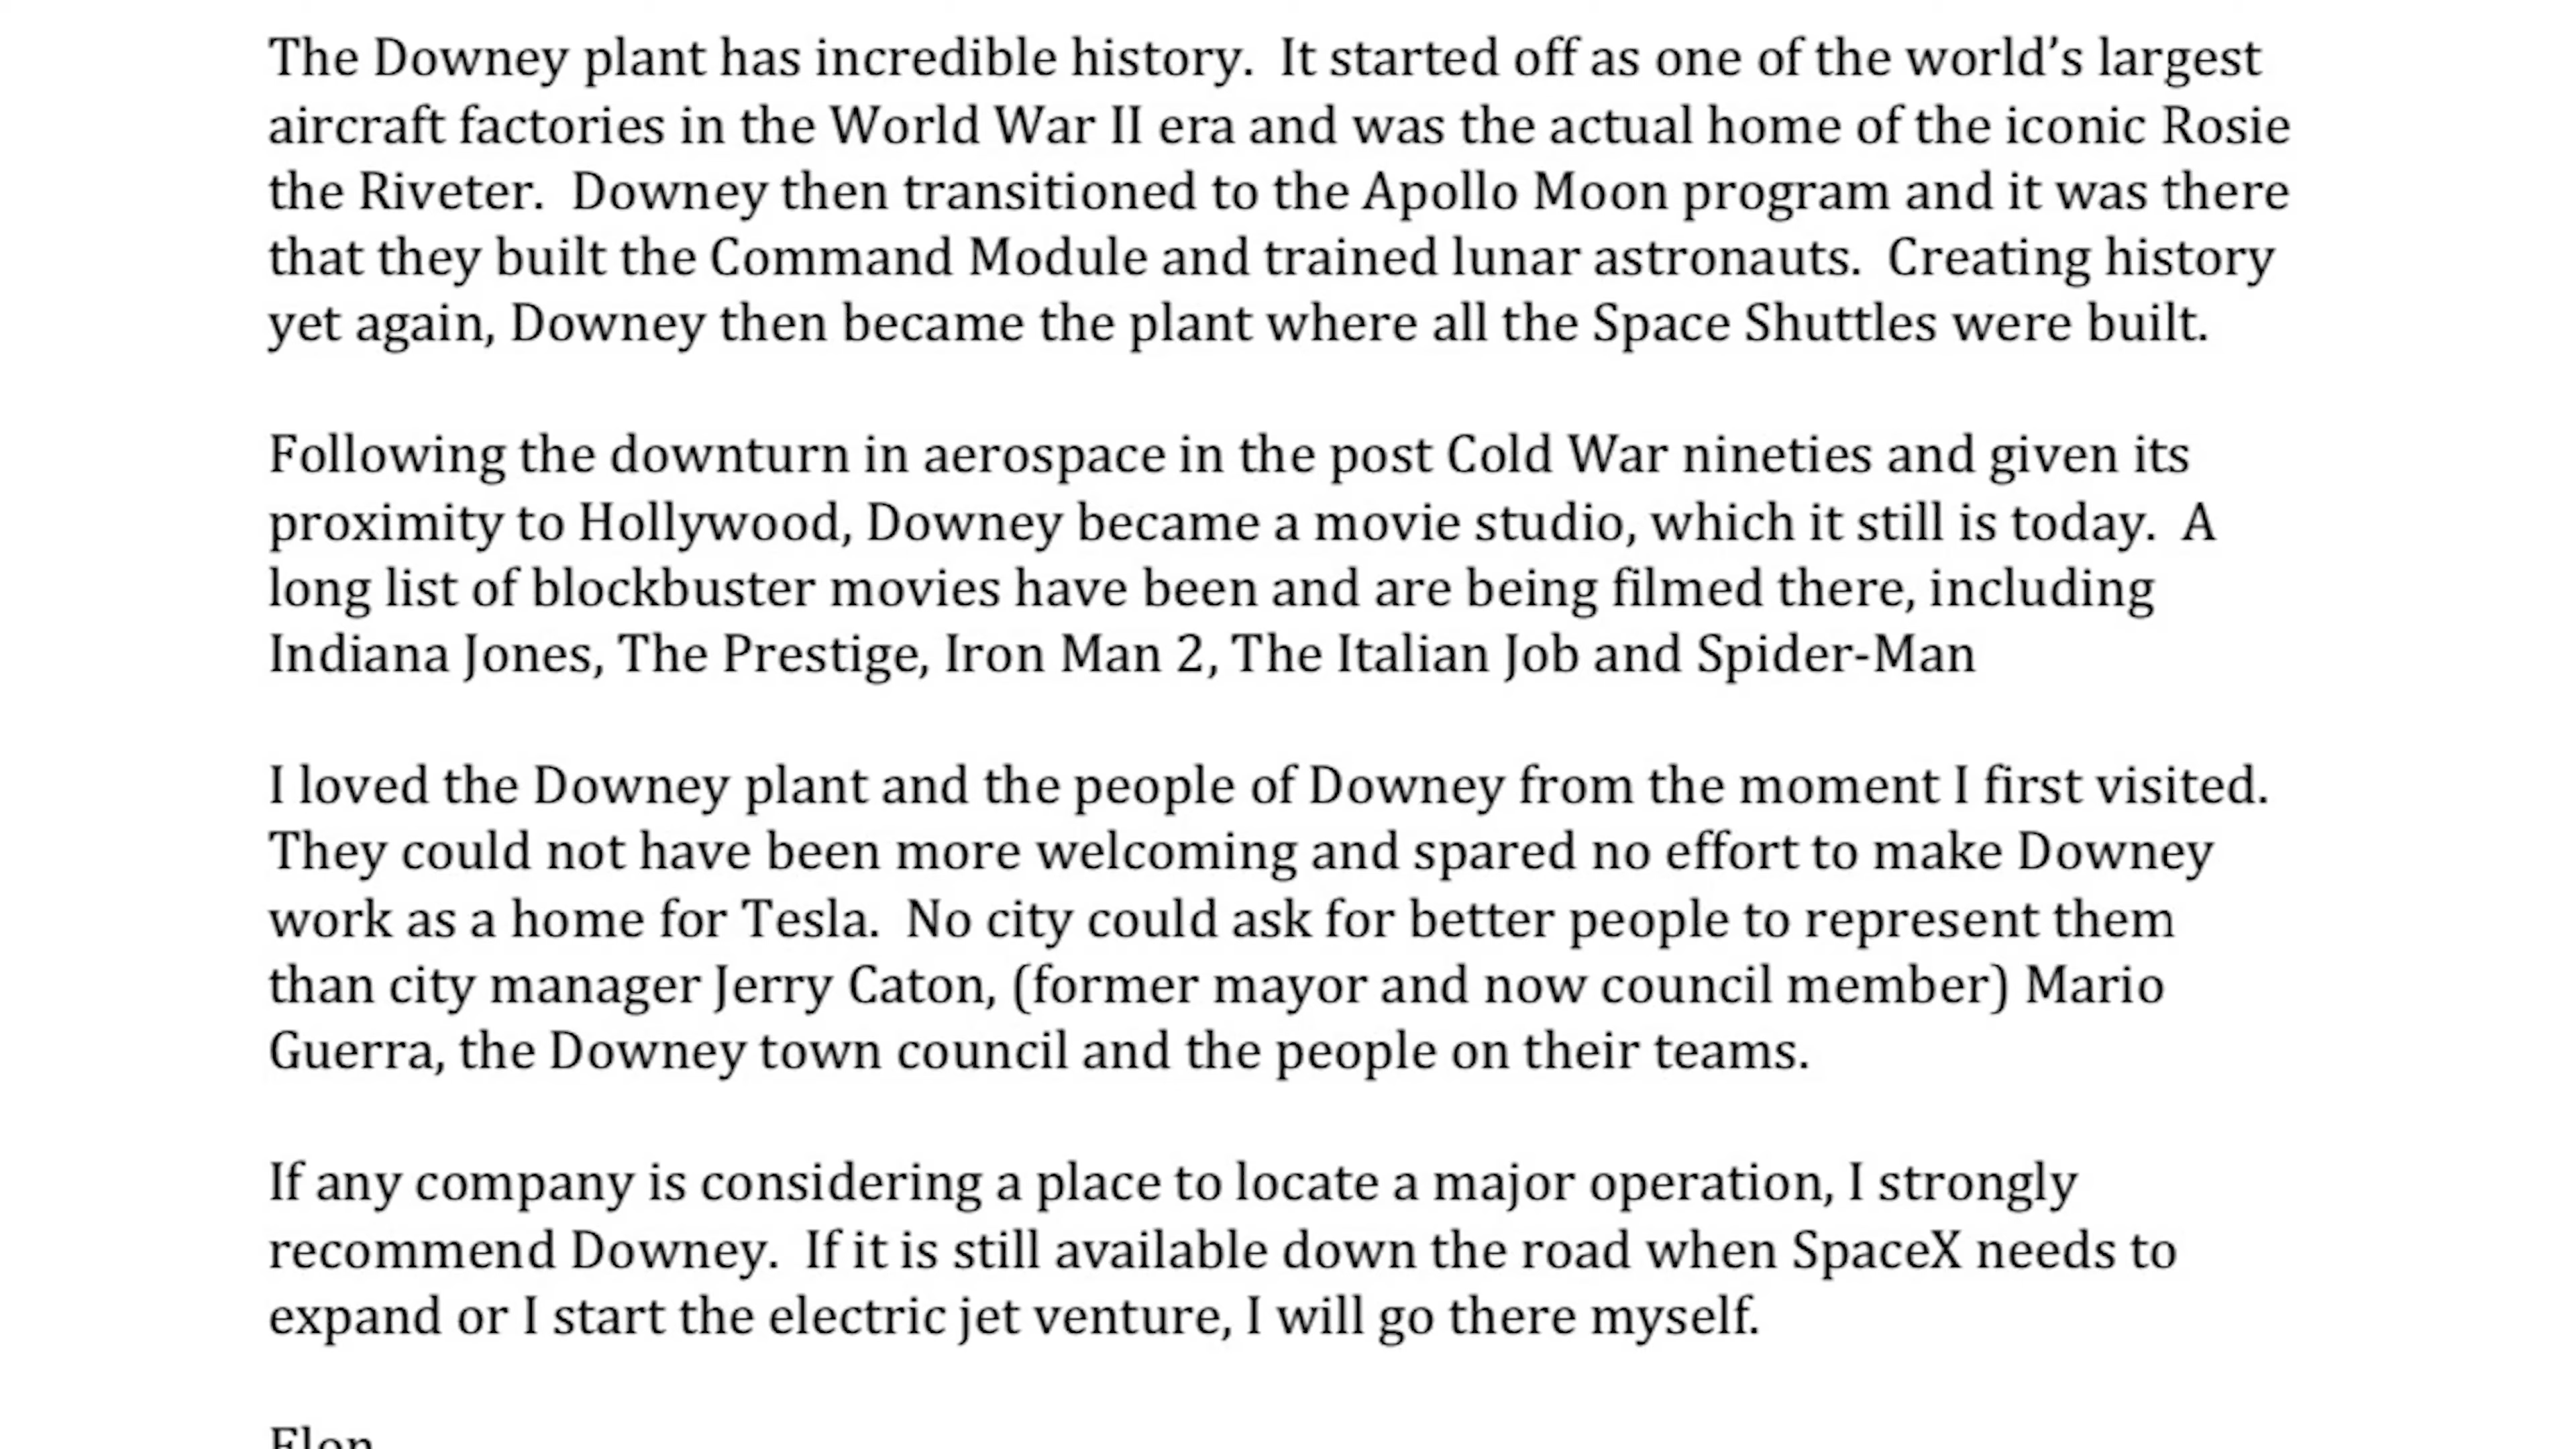 The Downey plant has incredible history.  It started off as one of the world’s largest
aircraft factories in the World War II era and was the actual home of the iconic Rosie
the Riveter.  Downey then transitioned to the Apollo Moon program and it was there
that they built the Command Module and trained lunar astronauts.  Creating history
yet again, Downey then became the plant where all the Space Shuttles were built.
Following the downturn in aerospace in the post Cold War nineties and given its
proximity to Hollywood, Downey became a movie studio, which it still is today.  A
long list of blockbuster movies have been and are being filmed there, including
Indiana Jones, The Prestige, Iron Man 2, The Italian Job and Spider-Man
I loved the Downey plant and the people of Downey from the moment I first visited.
They could not have been more welcoming and spared no effort to make Downey
work as a home for Tesla.  No city could ask for better people to represent them
than city manager Jerry Caton, (former mayor and now council member) Mario
Guerra, the Downey town council and the people on their teams.
If any company is considering a place to locate a major operation, I strongly
recommend Downey.  If it is still available down the road when SpaceX needs to
expand or I start the electric jet venture, I will go there myself.
Elon